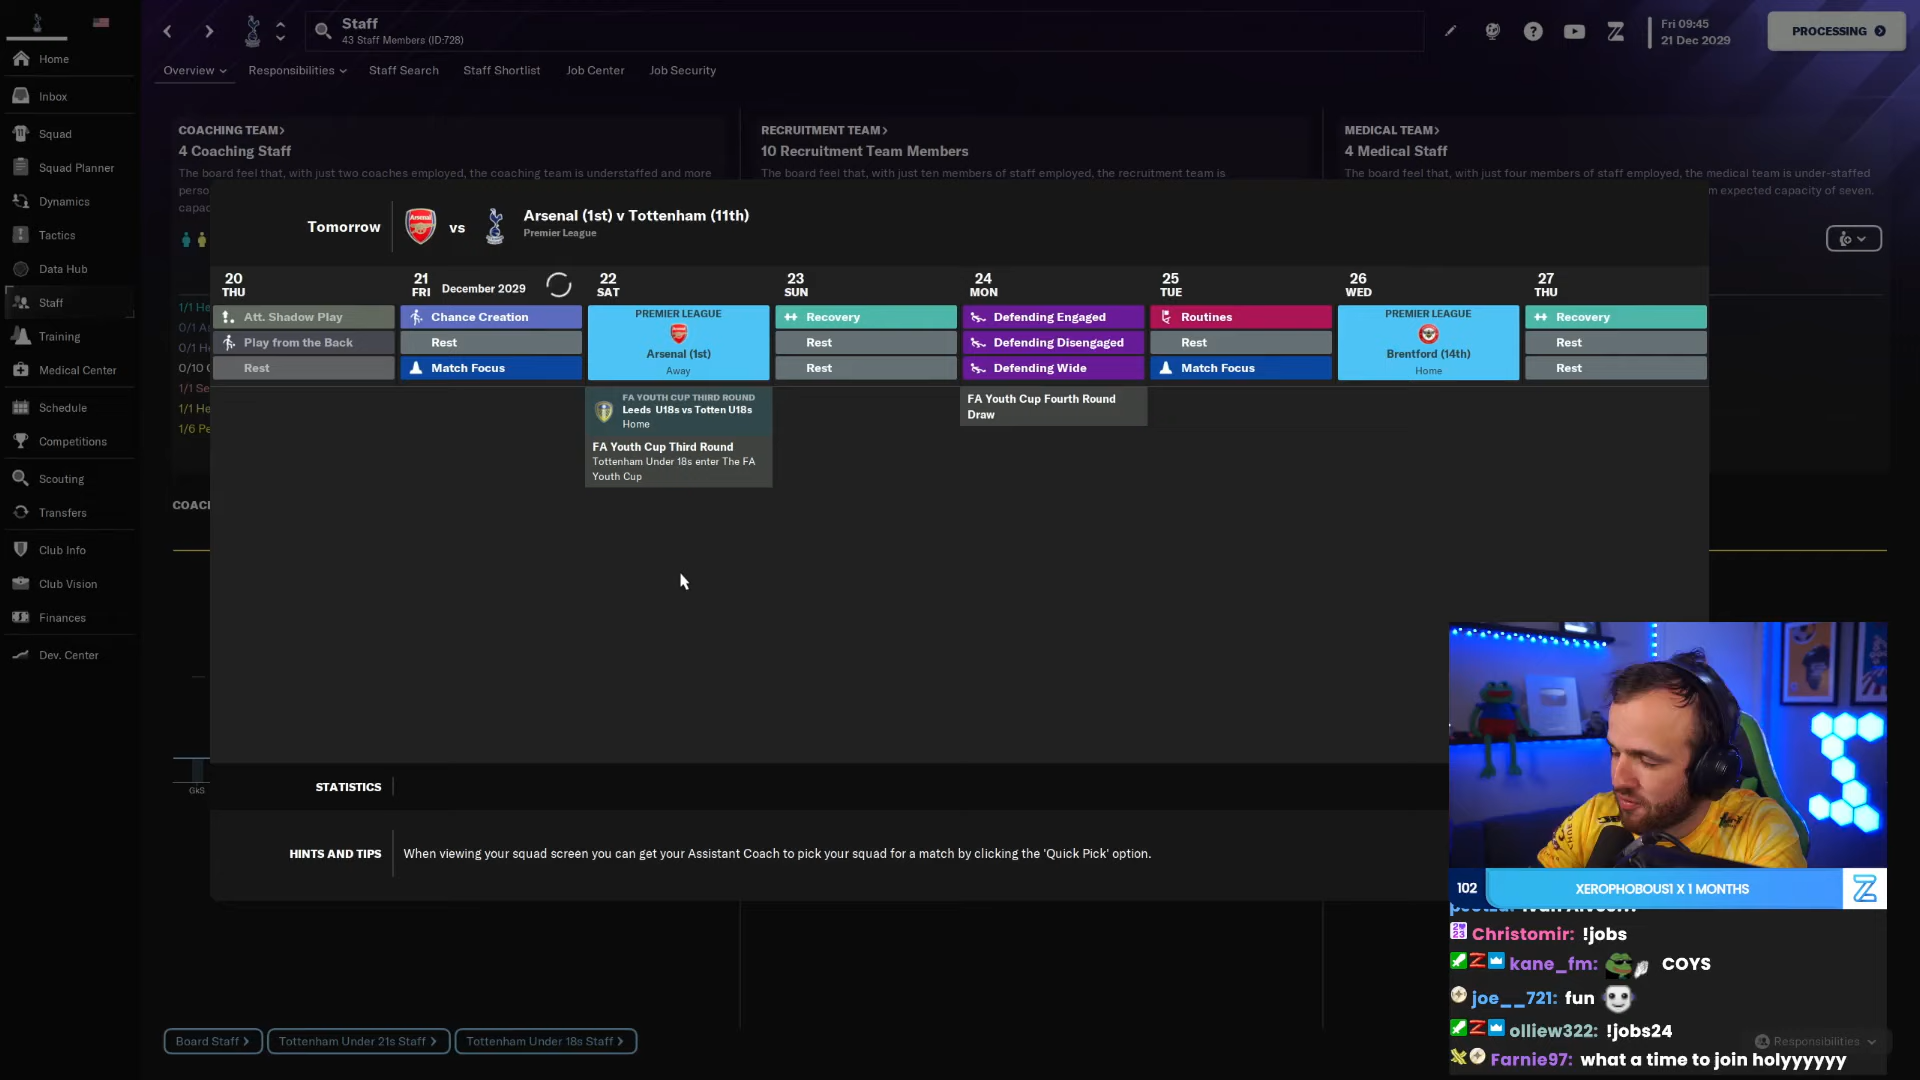 Staff
43 Staff Members (ID:728)
Fri 09:45
21 Dec 2029
PROCESSING
Overview
Responsibilities
Staff Search
Staff Shortlist
Job Center
Job Security
Home
Inbox
Squad
Squad Planner
Dynamics
Tactics
Data Hub
Staff
Training
Medical Center
Schedule
Competitions
Scouting
Transfers
Club Info
Club Vision
Finances
Dev. Center
COACHING TEAM>
4 Coaching Staff
The board feel that, with just two coaches employed, the coaching team is understaffed and more
RECRUITMENT TEAM>
10 Recruitment Team Members
The board feel that, with just ten members of staff employed, the recruitment team is
MEDICAL TEAM>
4 Medical Staff
The board feel that, with just four members of staff employed, the medical team is under-staffed
m expected capacity of seven.
Tomorrow
Arsenal
vs
Arsenal (1st) v Tottenham (11th)
Premier League
20
THU
Att. Shadow Play
Play from the Back
Rest
21
FRI
December 2029
Chance Creation
Rest
Match Focus
22
SAT
PREMIER LEAGUE
Arsenal (1st)
Away
FA YOUTH CUP THIRD ROUND
Leeds U18s vs Totten U18s
Home
FA Youth Cup Third Round
Tottenham Under 18s enter The FA
Youth Cup
23
SUN
Recovery
Rest
Rest
24
MON
Defending Engaged
Defending Disengaged
Defending Wide
FA Youth Cup Fourth Round
Draw
25
TUE
Routines
Rest
Match Focus
26
WED
PREMIER LEAGUE
Brentford (14th)
Home
27
THU
Recovery
Rest
Rest
COAC
GkS
STATISTICS
HINTS AND TIPS
When viewing your squad screen you can get your Assistant Coach to pick your squad for a match by clicking the 'Quick Pick' option.
Board Staff >
Tottenham Under 21s Staff >
Tottenham Under 18s Staff >
102
XEROPHOBOUS1 X 1 MONTHS
Christomir: !jobs
kane_fm: COYS
joe__721: fun
olliew322: !jobs24
Responsibilities
Farnie97: what a time to join holyyyyyy